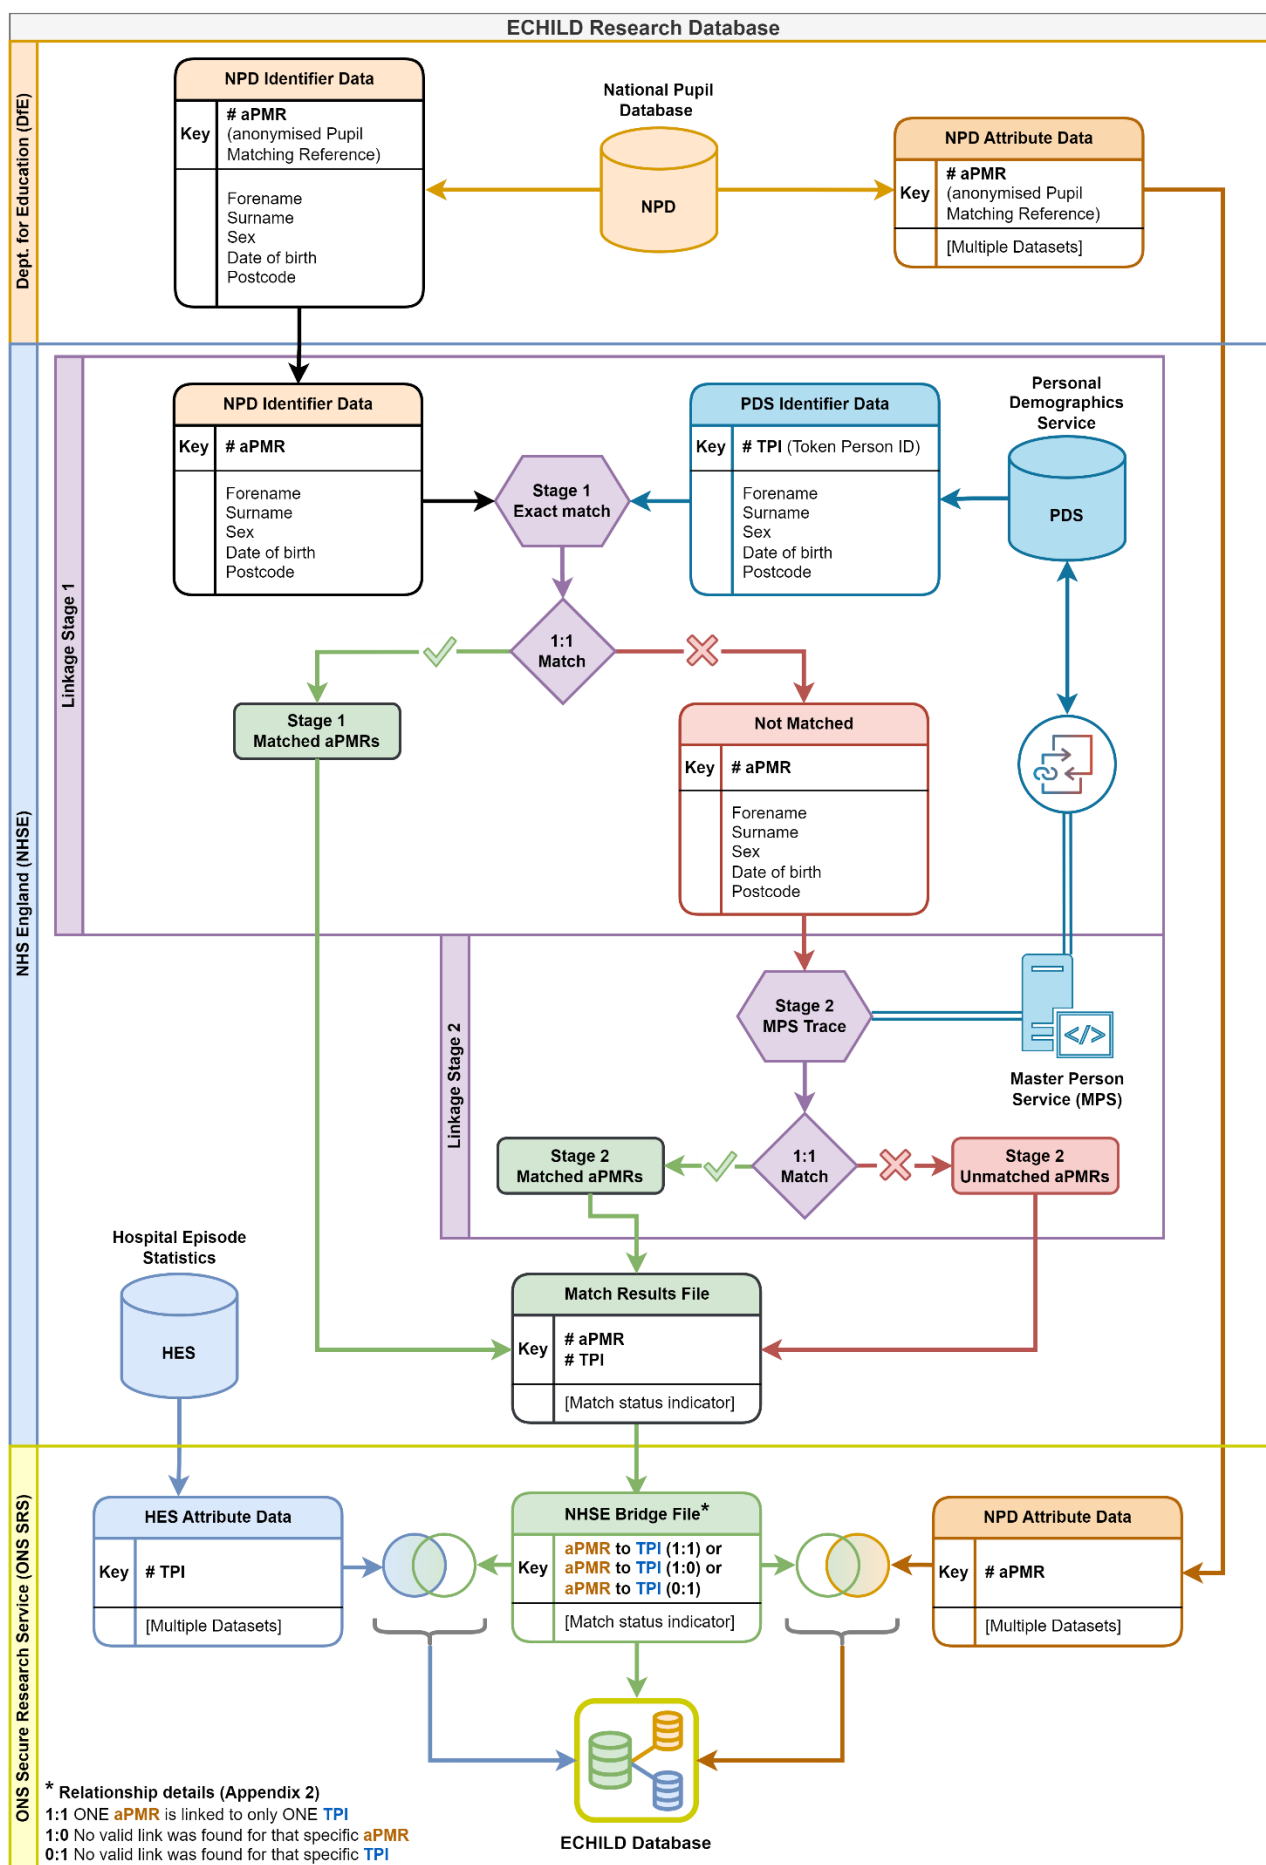 ECHILD Research Database
Dept. for Education (DfE)
NPD Identifier Data
Key
# aPMR
(anonymised Pupil
Matching Reference)
Forename
Surname
Sex
Date of birth
Postcode
National Pupil
Database
NPD
NPD Attribute Data
Key
# aPMR
(anonymised Pupil
Matching Reference)
[Multiple Datasets]
NHS England (NHSE)
Linkage Stage 1
NPD Identifier Data
Key
# aPMR
Forename
Surname
Sex
Date of birth
Postcode
Stage 1
Exact match
PDS Identifier Data
Key
# TPI (Token Person ID)
Forename
Surname
Sex
Date of birth
Postcode
Personal
Demographics
Service
PDS
1:1
Match
Stage 1
Matched aPMRs
Not Matched
Key
# aPMR
Forename
Surname
Sex
Date of birth
Postcode
Linkage Stage 2
Stage 2
MPS Trace
</>
Master Person
Service (MPS)
1:1
Match
Stage 2
Matched aPMRs
Stage 2
Unmatched aPMRs
Hospital Episode
Statistics
HES
Match Results File
Key
# aPMR
# TPI
[Match status indicator]
ONS Secure Research Service (ONS SRS)
HES Attribute Data
Key
# TPI
[Multiple Datasets]
NHSE Bridge File*
Key
aPMR to TPI (1:1) or
aPMR to TPI (1:0) or
aPMR to TPI (0:1)
[Match status indicator]
NPD Attribute Data
Key
# aPMR
[Multiple Datasets]
ECHILD Database
* Relationship details (Appendix 2)
1:1 ONE aPMR is linked to only ONE TPI
1:0 No valid link was found for that specific aPMR
0:1 No valid link was found for that specific TPI